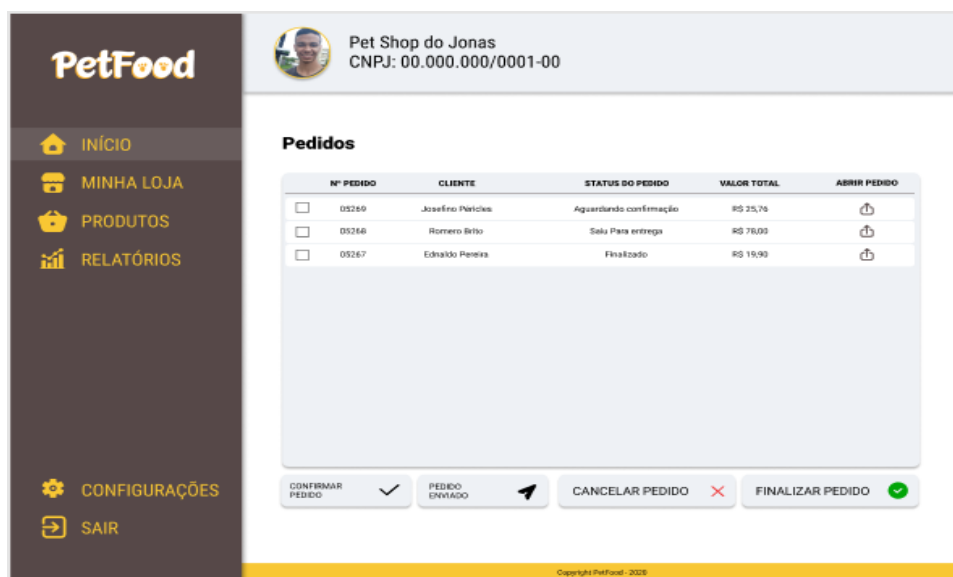 PetFood
Pet Shop do Jonas
CNPJ: 00.000.000/0001-00
INÍCIO
MINHA LOJA
PRODUTOS
RELATÓRIOS
CONFIGURAÇÕES
SAIR
Pedidos
Nº PEDIDO CLIENTE STATUS DO PEDIDO VALOR TOTAL ABRIR PEDIDO
05269 Josefino Péricles Aguardando confirmação R$ 25,76
05268 Romero Brito Saiu Para entrega R$ 78,00
05267 Ednaldo Pereira Finalizado R$ 19,90
CONFIRMAR
PEDIDO
PEDIDO
ENVIADO
CANCELAR PEDIDO
FINALIZAR PEDIDO
Copyright PetFood - 2020